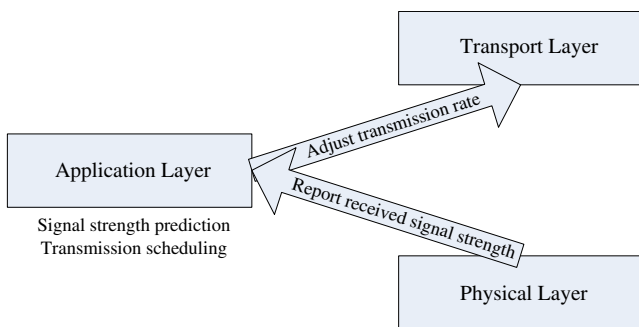 Transport Layer
Adjust transmission rate
Application Layer
Report received signal strength
Signal strength prediction
Transmission scheduling
Physical Layer